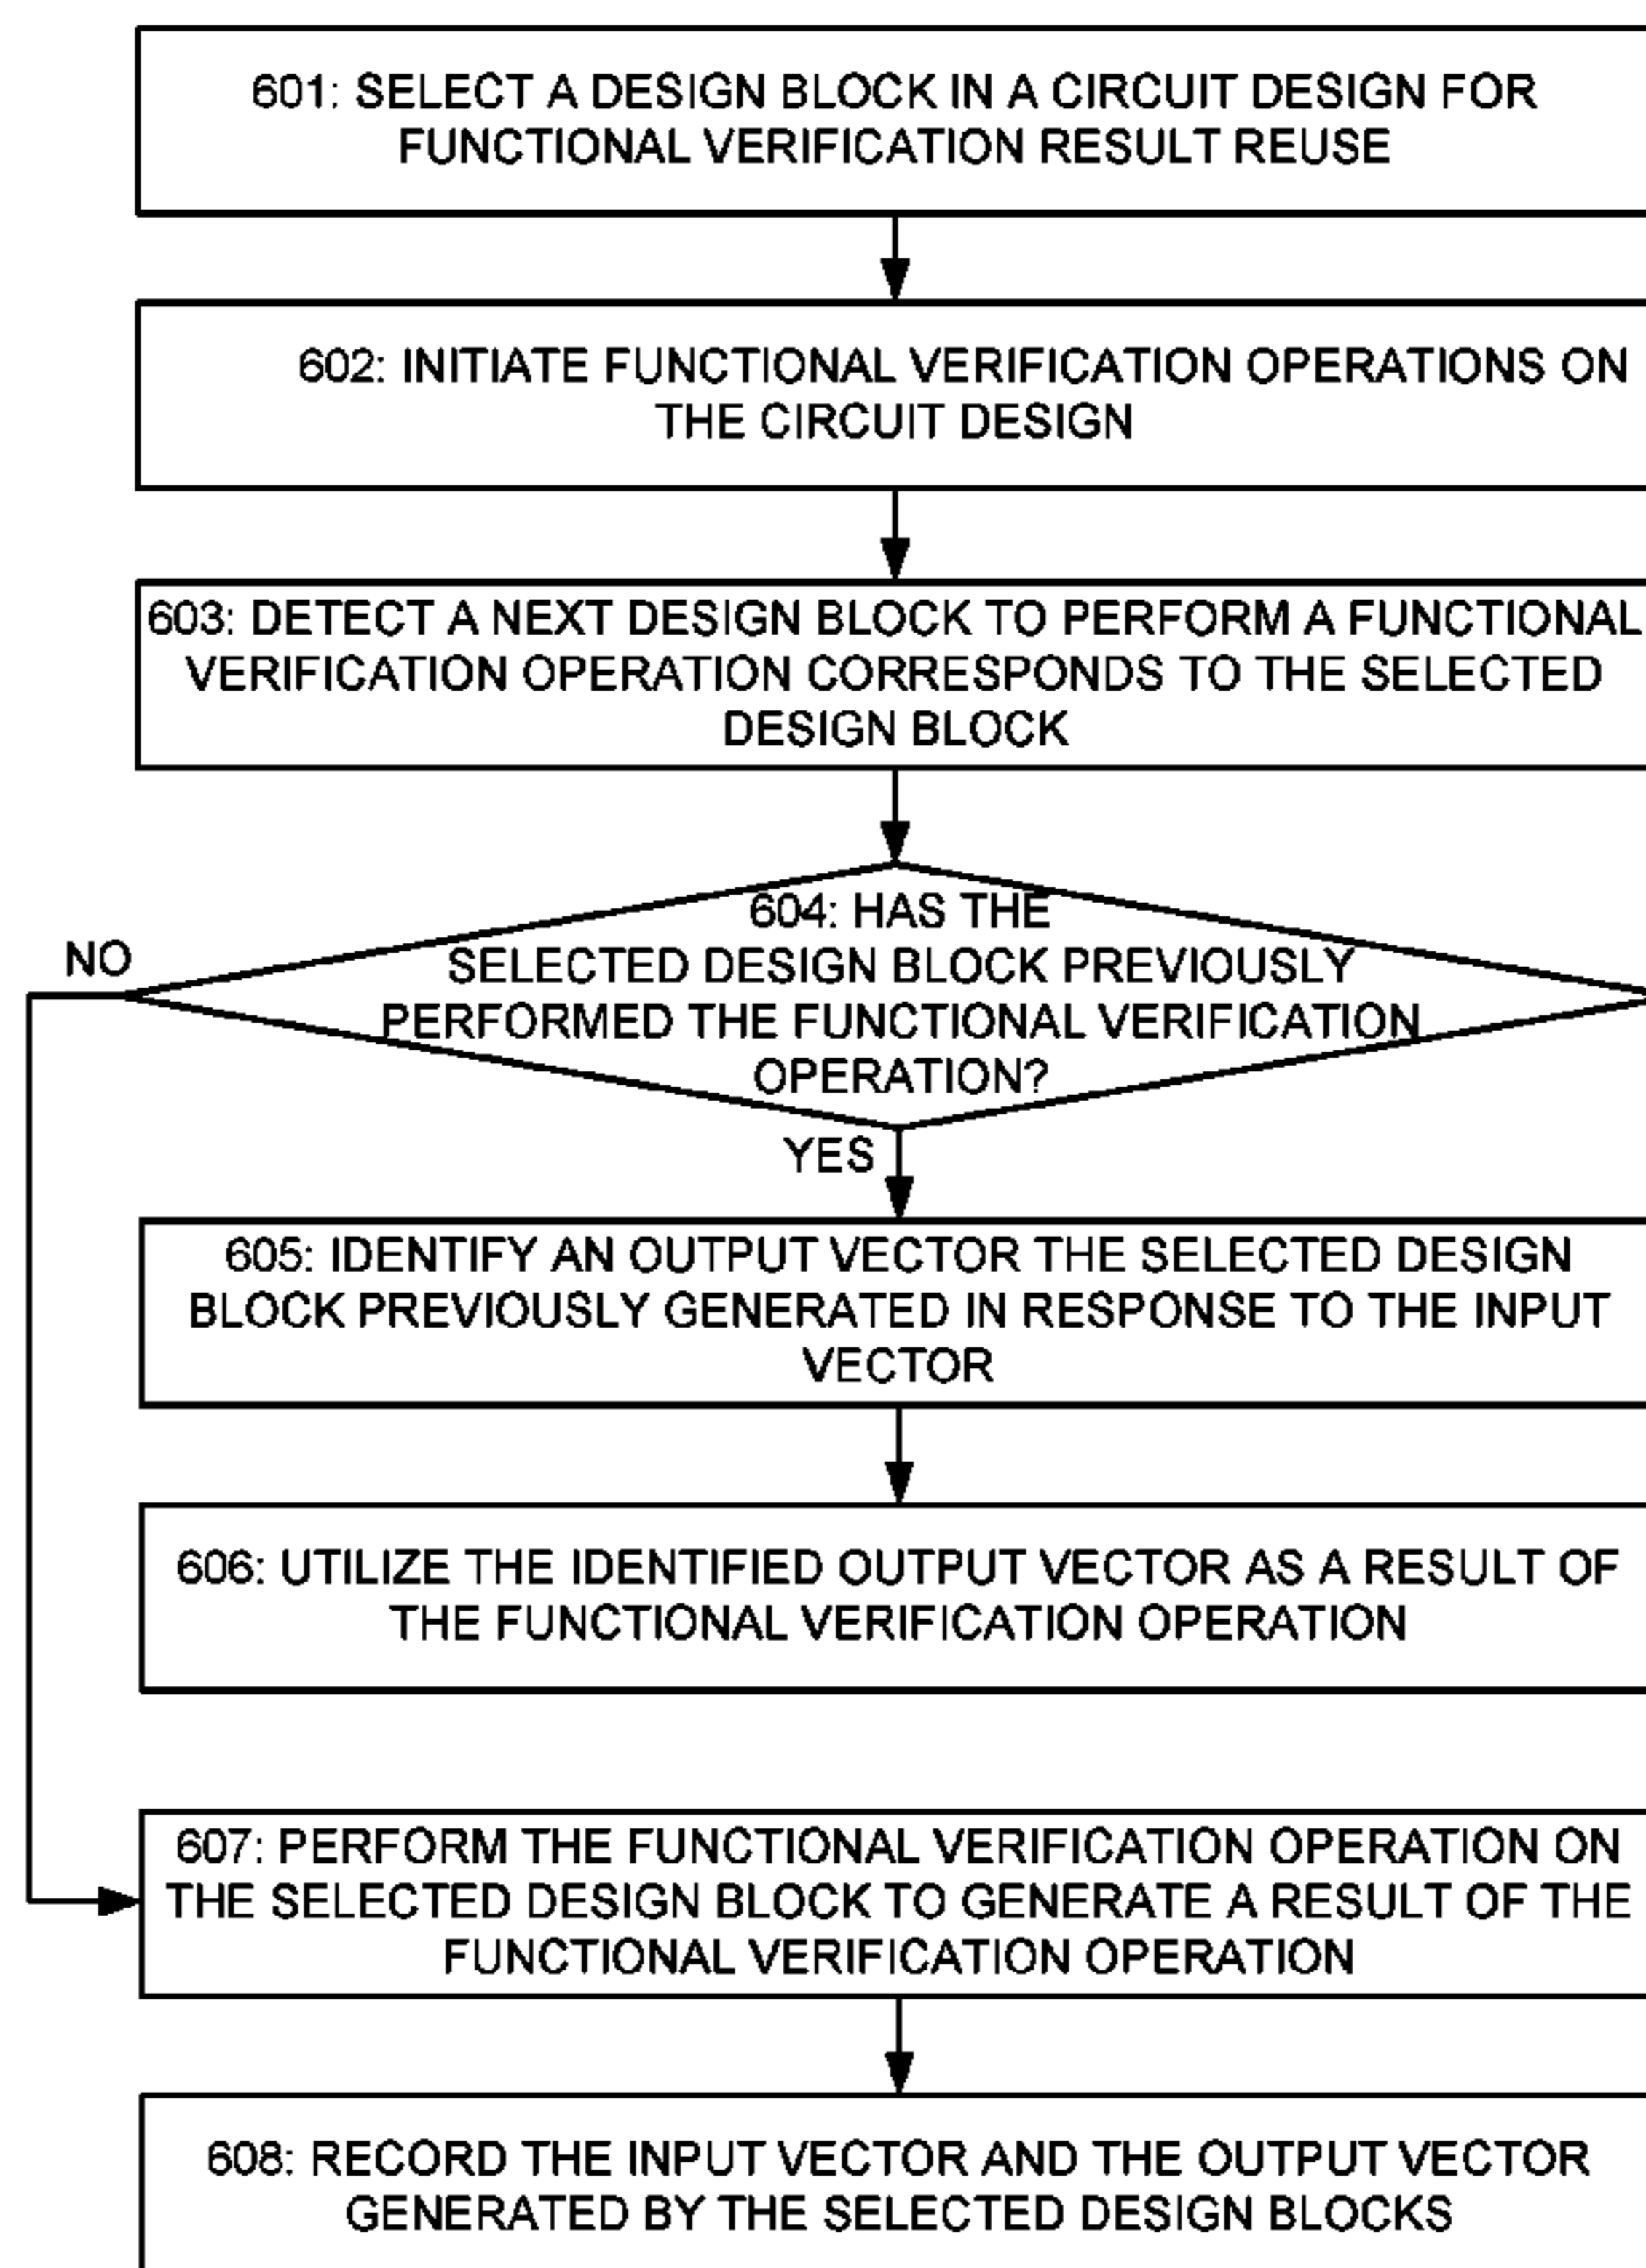 601: SELECT A DESIGN BLOCK IN A CIRCUIT DESIGN FOR
FUNCTIONAL VERIFICATION RESULT REUSE
602: INITIATE FUNCTIONAL VERIFICATION OPERATIONS ON
THE CIRCUIT DESIGN
603: DETECT A NEXT DESIGN BLOCK TO PERFORM A FUNCTIONAL
VERIFICATION OPERATION CORRESPONDS TO THE SELECTED
DESIGN BLOCK
604: HAS THE
SELECTED DESIGN BLOCK PREVIOUSLY
PERFORMED THE FUNCTIONAL VERIFICATION
OPERATION?
NO
YES
605: IDENTIFY AN OUTPUT VECTOR THE SELECTED DESIGN
BLOCK PREVIOUSLY GENERATED IN RESPONSE TO THE INPUT
VECTOR
606: UTILIZE THE IDENTIFIED OUTPUT VECTOR AS A RESULT OF
THE FUNCTIONAL VERIFICATION OPERATION
607: PERFORM THE FUNCTIONAL VERIFICATION OPERATION ON
THE SELECTED DESIGN BLOCK TO GENERATE A RESULT OF THE
FUNCTIONAL VERIFICATION OPERATION
608: RECORD THE INPUT VECTOR AND THE OUTPUT VECTOR
GENERATED BY THE SELECTED DESIGN BLOCKS